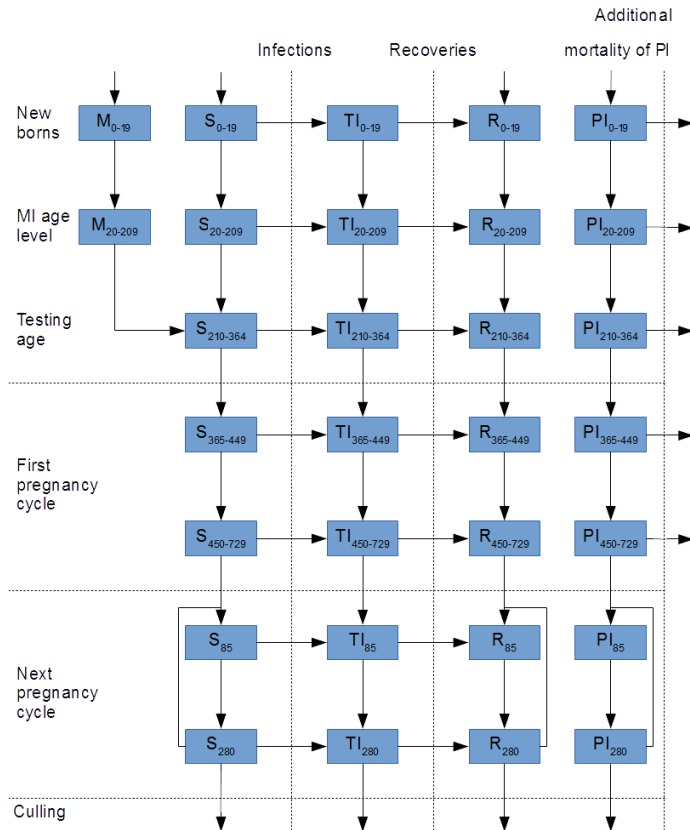 Additional
Infections Recoveries mortality of PI
New
borns
M0-19 S0-19 TI0-19 R0-19 PI0-19
MI age
level
M20-209 S20-209 TI20-209 R20-209 PI20-209
Testing
age
S210-364 TI210-364 R210-364 PI210-364
S365-449 TI365-449 R365-449 PI365-449
First
pregnancy
cycle
S450-729 TI450-729 R450-729 PI450-729
S85 TI85 R85 PI85
Next
pregnancy
cycle
S280 TI280 R280 PI280
Culling